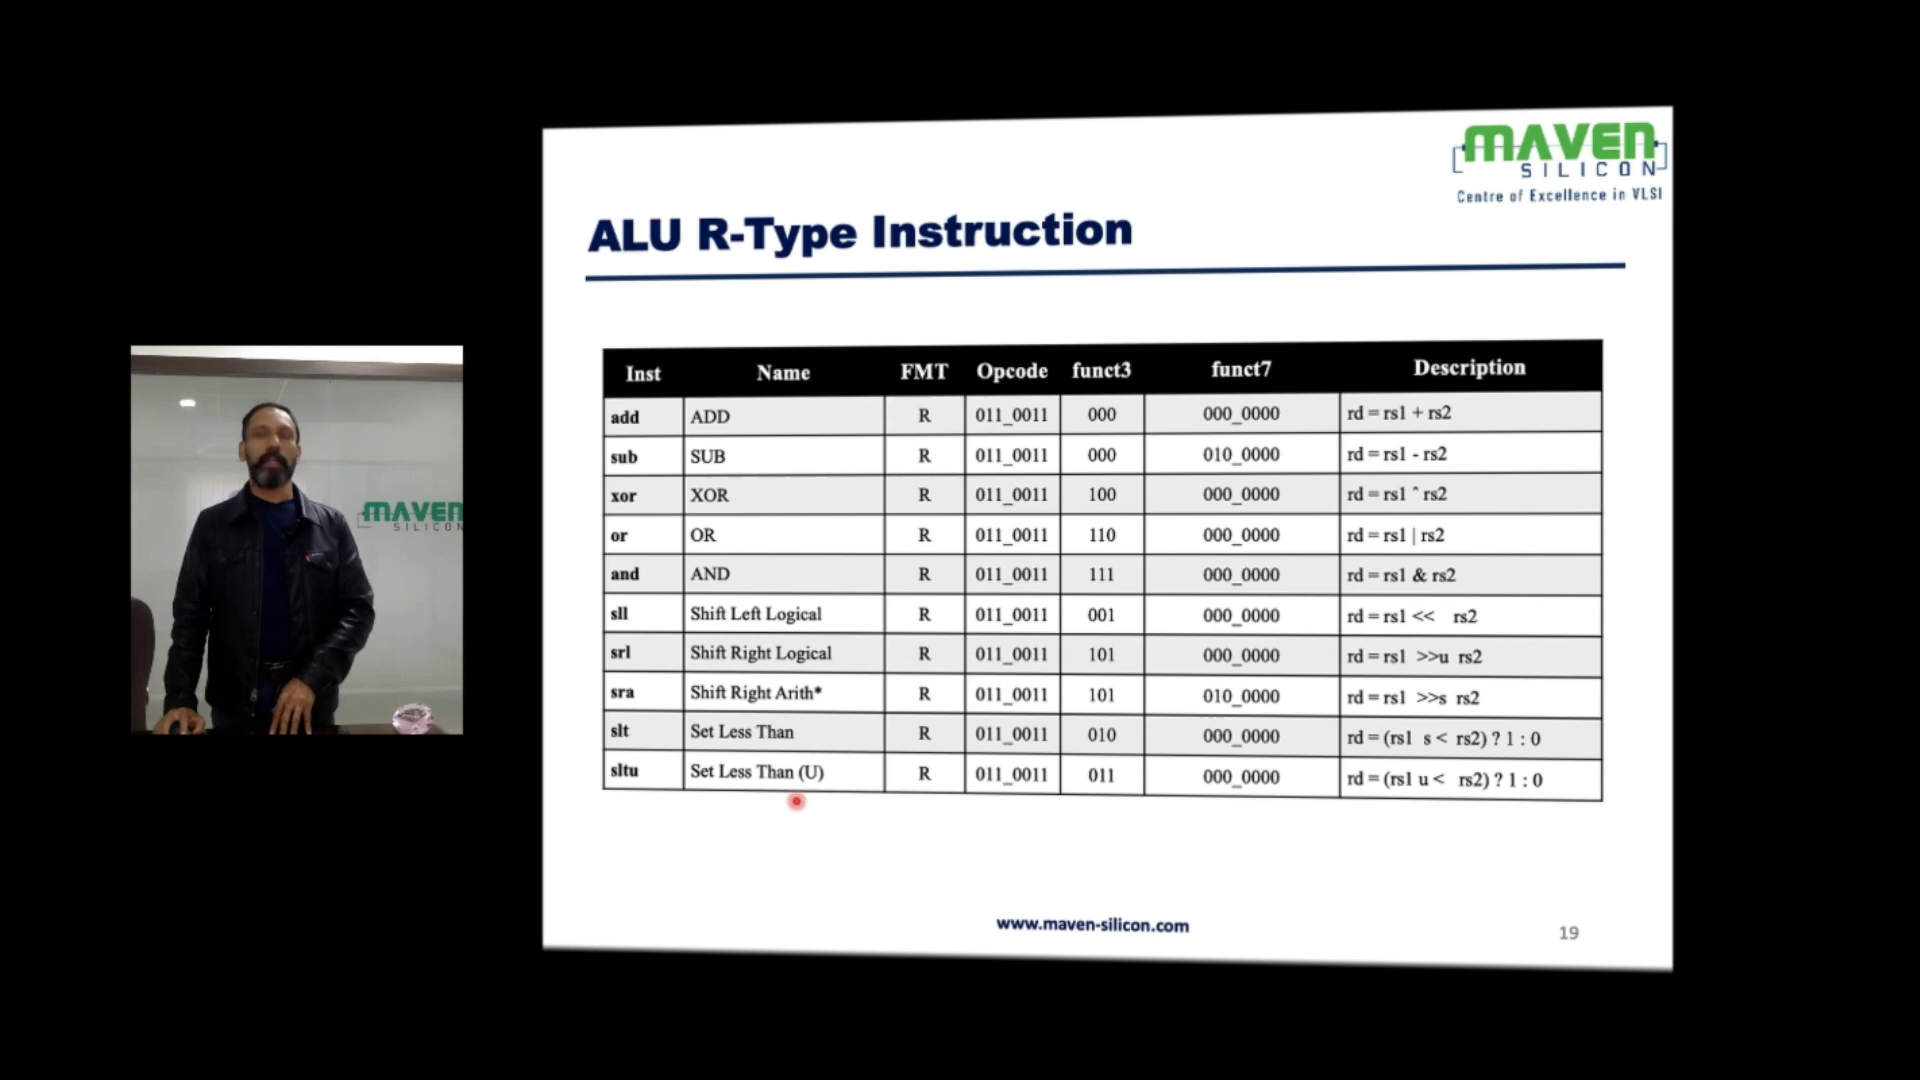 MAVEN
SILICON
Centre of Excellence in VLSI
ALU R-Type Instruction
Inst Name FMT Opcode funct3 funct7 Description
add ADD R 011_0011 000 000_0000 rd = rs1 + rs2
sub SUB R 011_0011 000 010_0000 rd = rs1 - rs2
xor XOR R 011_0011 100 000_0000 rd = rs1 ^ rs2
or OR R 011_0011 110 000_0000 rd = rs1 | rs2
and AND R 011_0011 111 000_0000 rd = rs1 & rs2
sll Shift Left Logical R 011_0011 001 000_0000 rd = rs1 << rs2
srl Shift Right Logical R 011_0011 101 000_0000 rd = rs1 >>u rs2
sra Shift Right Arith* R 011_0011 101 010_0000 rd = rs1 >>s rs2
slt Set Less Than R 011_0011 010 000_0000 rd = (rs1 s < rs2) ? 1 : 0
sltu Set Less Than (U) R 011_0011 011 000_0000 rd = (rs1 u < rs2) ? 1 : 0
www.maven-silicon.com
19
MAVEN
SILICON